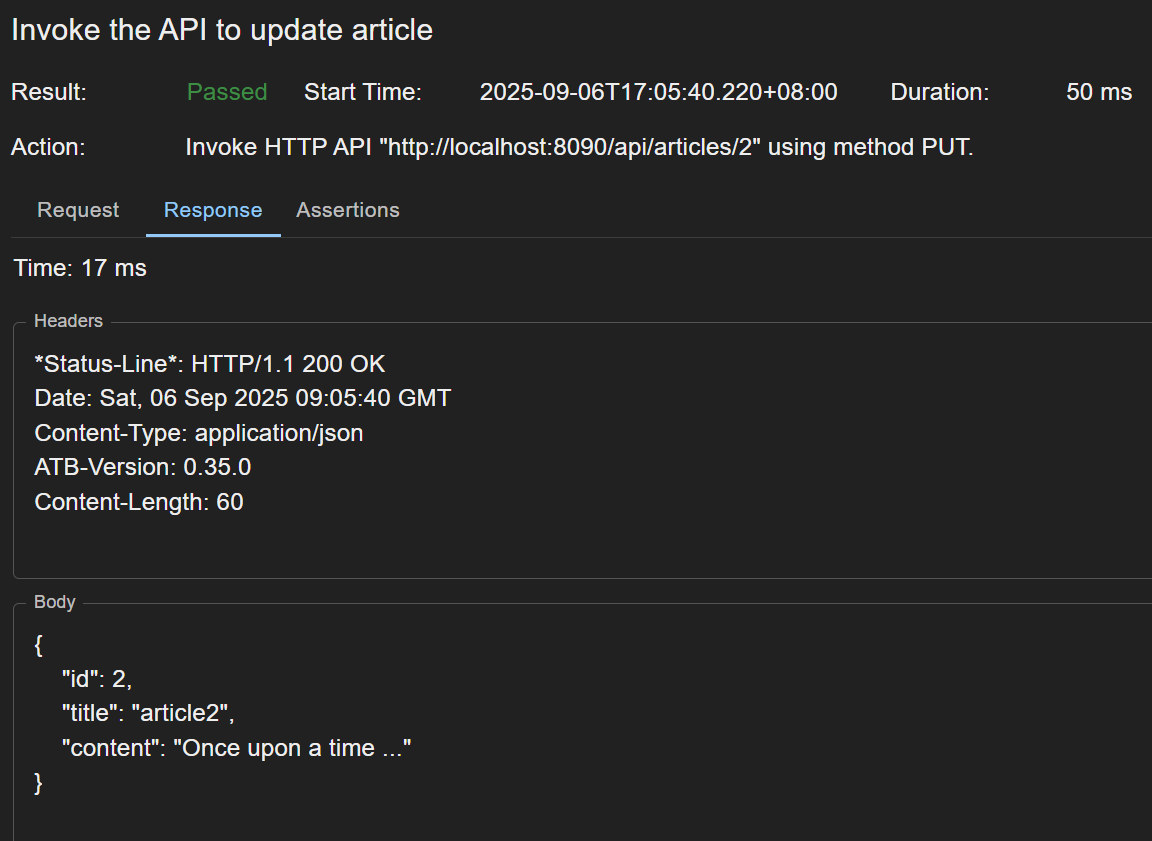 Invoke the API to update article
Result: Passed Start Time: 2025-09-06T17:05:40.220+08:00 Duration: 50 ms
Action: Invoke HTTP API "http://localhost:8090/api/articles/2" using method PUT.
Request Response Assertions
Time: 17 ms
Headers
*Status-Line*: HTTP/1.1 200 OK
Date: Sat, 06 Sep 2025 09:05:40 GMT
Content-Type: application/json
ATB-Version: 0.35.0
Content-Length: 60
Body
{
    "id": 2,
    "title": "article2",
    "content": "Once upon a time ..."
}